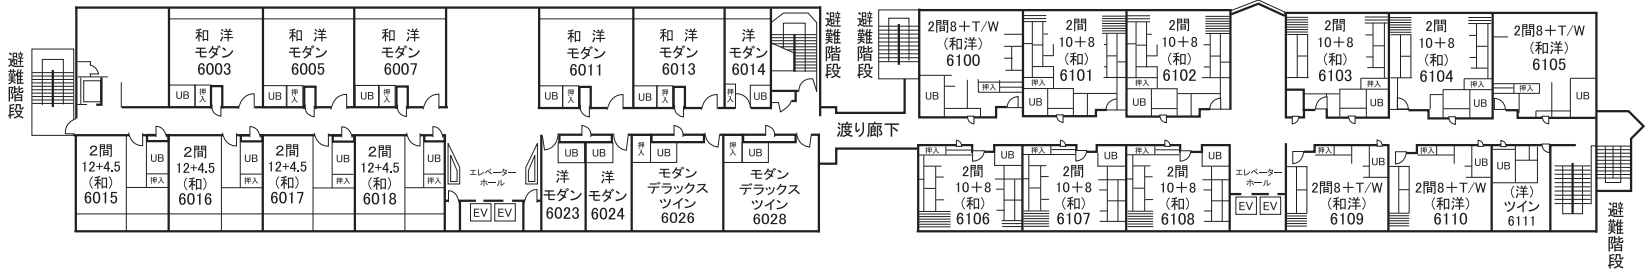 避難階段
和 洋
モダン
6003
UB
押入
和 洋
モダン
6005
UB
押入
和 洋
モダン
6007
UB
押入
和 洋
モダン
6011
UB
押入
和 洋
モダン
6013
UB
押入
洋
モダン
6014
押入
UB
避難階段
2間
12+4.5
(和)
6015
UB
押入
2間
12+4.5
(和)
6016
UB
押入
2間
12+4.5
(和)
6017
UB
押入
2間
12+4.5
(和)
6018
UB
押入
エレベーター
ホール
EV
EV
UB
洋
モダン
6023
UB
洋
モダン
6024
押入
UB
モダン
デラックス
ツイン
6026
押入
UB
モダン
デラックス
ツイン
6028
渡り廊下
避難階段
2間8+T/W
(和洋)
6100
UB
押入
2間
10+8
(和)
6101
押入
UB
2間
10+8
(和)
6102
押入
UB
2間
10+8
(和)
6103
押入
UB
2間
10+8
(和)
6104
押入
UB
2間8+T/W
(和洋)
6105
押入
UB
押入
UB
2間
10+8
(和)
6106
押入
UB
2間
10+8
(和)
6107
押入
UB
2間
10+8
(和)
6108
エレベーター
ホール
EV
EV
押入
UB
2間8+T/W
(和洋)
6109
押入
UB
2間8+T/W
(和洋)
6110
UB
(洋)
ツイン
6111
避難階段